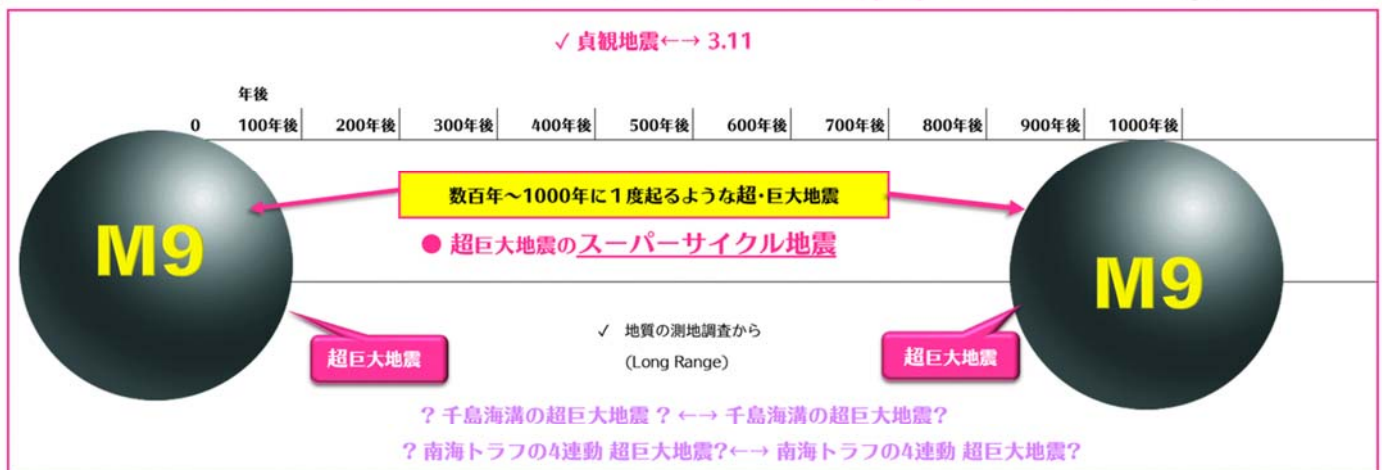 ✓ 貞観地震←→ 3.11
年後
0 100年後 200年後 300年後 400年後 500年後 600年後 700年後 800年後 900年後 1000年後
数百年～1000年に１度起るような超・巨大地震
M9
● 超巨大地震のスーパーサイクル地震
M9
✓ 地質の測地調査から
(Long Range)
超巨大地震
超巨大地震
? 千島海溝の超巨大地震 ? ←→ 千島海溝の超巨大地震?
? 南海トラフの4連動 超巨大地震?←→ 南海トラフの4連動 超巨大地震?